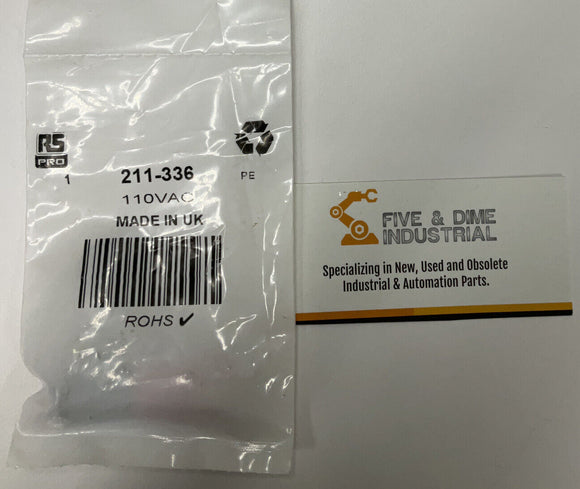 RS
PRO
1
211-336
PE
110VAC
MADE IN UK
ROHS ✓
FIVE & DIME
INDUSTRIAL
Specializing in New, Used and Obsolete
Industrial & Automation Parts.